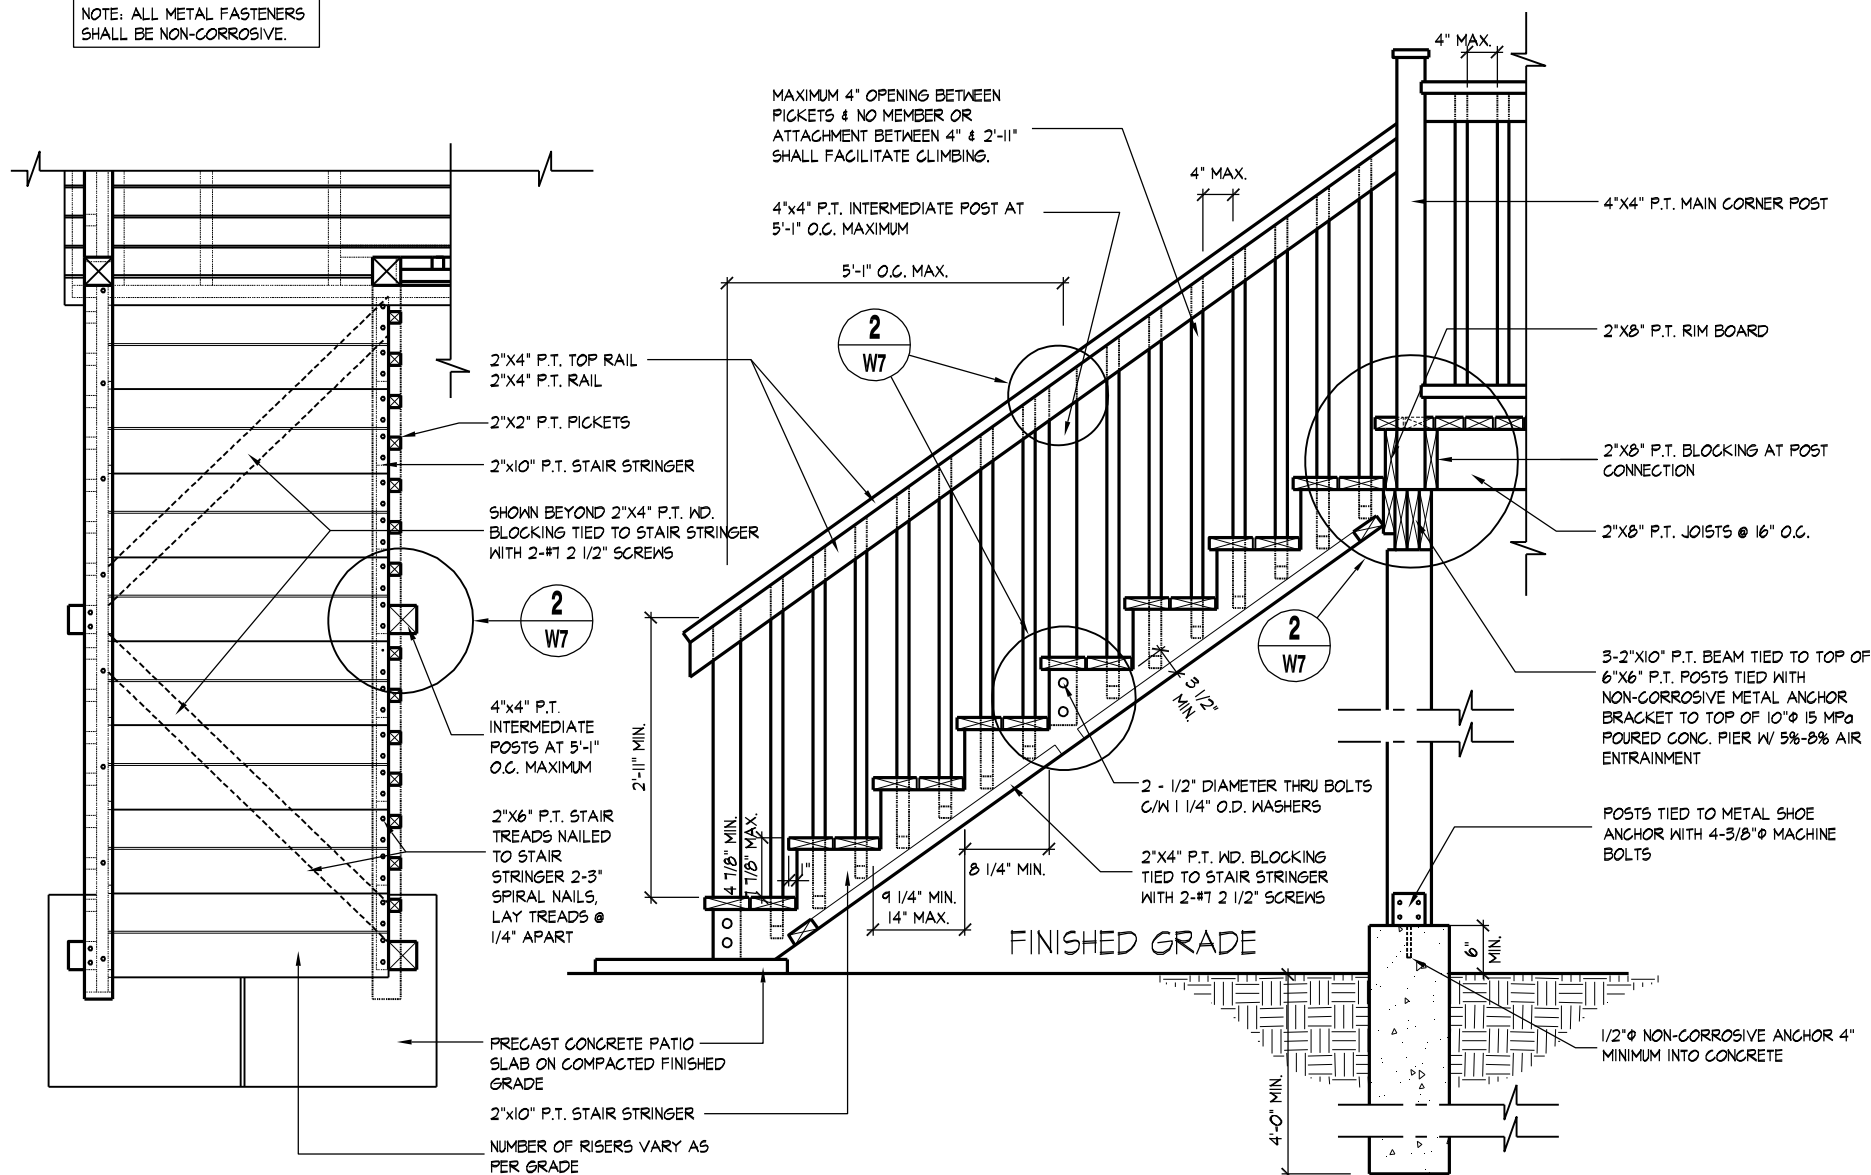 NOTE: ALL METAL FASTENERS
SHALL BE NON-CORROSIVE.
MAXIMUM 4" OPENING BETWEEN
PICKETS & NO MEMBER OR
ATTACHMENT BETWEEN 4" & 2'-11"
SHALL FACILITATE CLIMBING.
4"x4" P.T. INTERMEDIATE POST AT
5'-1" O.C. MAXIMUM
5'-1" O.C. MAX.
4" MAX.
4" MAX.
2
W7
2"X4" P.T. TOP RAIL
2"X4" P.T. RAIL
2"X2" P.T. PICKETS
2"x10" P.T. STAIR STRINGER
SHOWN BEYOND 2"X4" P.T. WD.
BLOCKING TIED TO STAIR STRINGER
WITH 2-#7 2 1/2" SCREWS
2
W7
4"x4" P.T.
INTERMEDIATE
POSTS AT 5'-1"
O.C. MAXIMUM
2"X6" P.T. STAIR
TREADS NAILED
TO STAIR
STRINGER 2-3"
SPIRAL NAILS,
LAY TREADS @
1/4" APART
PRECAST CONCRETE PATIO
SLAB ON COMPACTED FINISHED
GRADE
2"x10" P.T. STAIR STRINGER
NUMBER OF RISERS VARY AS
PER GRADE
2'-11" MIN.
4 7/8" MIN.
7 7/8" MAX.
1"
9 1/4" MIN.
14" MAX.
8 1/4" MIN.
3 1/2"
MIN.
2
W7
2 - 1/2" DIAMETER THRU BOLTS
C/W 1 1/4" O.D. WASHERS
2"X4" P.T. WD. BLOCKING
TIED TO STAIR STRINGER
WITH 2-#7 2 1/2" SCREWS
FINISHED GRADE
6"
MIN.
4'-0" MIN.
4"X4" P.T. MAIN CORNER POST
2"X8" P.T. RIM BOARD
2"X8" P.T. BLOCKING AT POST
CONNECTION
2"X8" P.T. JOISTS @ 16" O.C.
3-2"X10" P.T. BEAM TIED TO TOP OF
6"X6" P.T. POSTS TIED WITH
NON-CORROSIVE METAL ANCHOR
BRACKET TO TOP OF 10"Φ 15 MPa
POURED CONC. PIER W/ 5%-8% AIR
ENTRAINMENT
POSTS TIED TO METAL SHOE
ANCHOR WITH 4-3/8"Φ MACHINE
BOLTS
1/2"Φ NON-CORROSIVE ANCHOR 4"
MINIMUM INTO CONCRETE